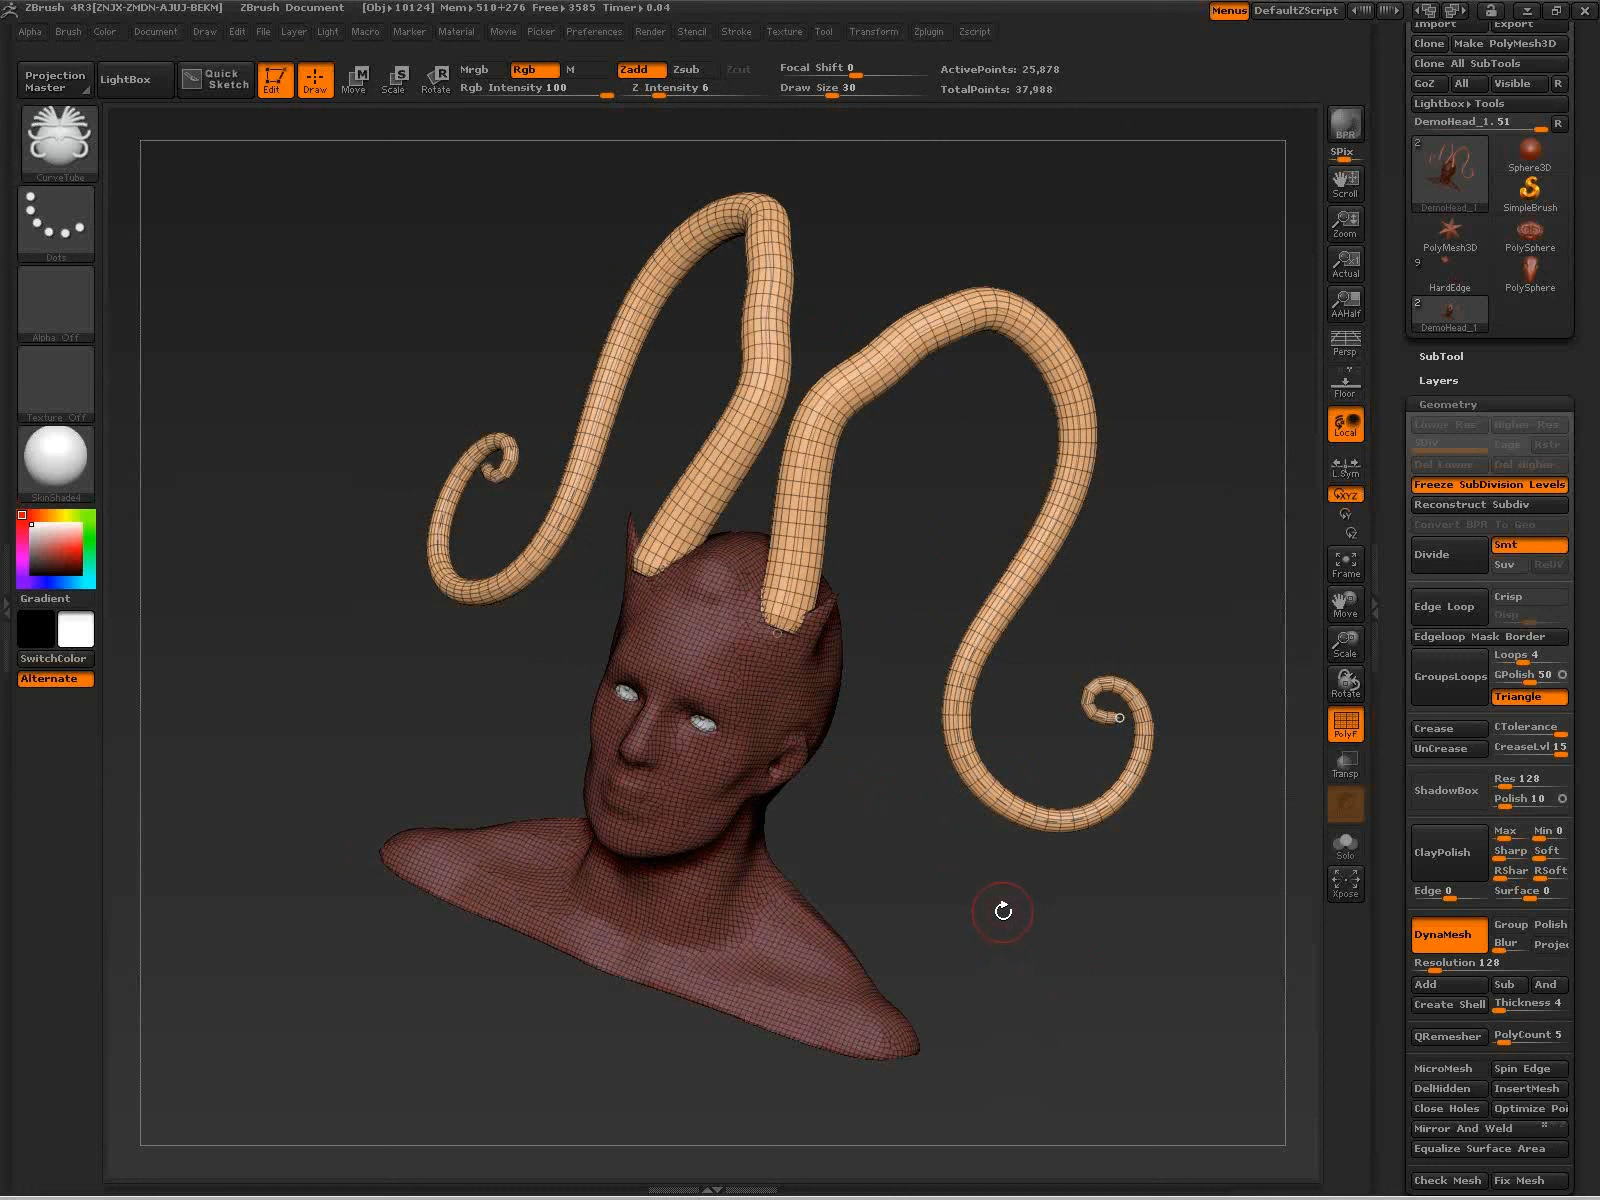 ZBrush 4R3[ZNJX-ZMDN-AJUJ-BEKM] ZBrush Document [Obj▸10124] Mem▸510+276 Free▸3585 Timer▸0.04 Menus DefaultZScript
Alpha Brush Color Document Draw Edit File Layer Light Macro Marker Material Movie Picker Preferences Render Stencil Stroke Texture Tool Transform Zplugin Zscript
Projection Master
LightBox
Quick Sketch
Edit
Draw
Move
Scale
Rotate
Mrgb Rgb M
Rgb Intensity 100
Zadd Zsub Zcut
Z Intensity 6
Focal Shift 0
Draw Size 30
ActivePoints: 25,878
TotalPoints: 37,988
CurveTube
Dots
Alpha Off
Texture Off
SkinShade4
Gradient
SwitchColor
Alternate
BPR
SPix
Scroll
Zoom
Actual
AAHalf
Persp
Floor
Local
L.Sym
XYZ
Y
Z
Frame
Move
Scale
Rotate
PolyF
Transp
Solo
Xpose
Import Export
Clone Make PolyMesh3D
Clone All SubTools
GoZ All Visible R
Lightbox▸Tools
DemoHead_1. 51 R
2
DemoHead_1
Sphere3D
SimpleBrush
PolyMesh3D PolySphere
9
HardEdge PolySphere
2
DemoHead_1
SubTool
Layers
Geometry
Lower Res Higher Res
SDiv Cage Rstr
Del Lower Del Higher
Freeze SubDivision Levels
Reconstruct Subdiv
Convert BPR To Geo
Divide Smt
Suv ReUV
Edge Loop Crisp
Disp
Edgeloop Mask Border
GroupsLoops Loops 4
GPolish 50
Triangle
Crease CTolerance
UnCrease CreaseLvl 15
ShadowBox Res 128
Polish 10
ClayPolish Max Min 0
Sharp Soft
RShar RSoft
Edge 0 Surface 0
DynaMesh Group Polish
Blur Projec
Resolution 128
Add Sub And
Create Shell Thickness 4
QRemesher PolyCount 5
MicroMesh Spin Edge
DelHidden InsertMesh
Close Holes Optimize Poi
Mirror And Weld
Equalize Surface Area
Check Mesh Fix Mesh